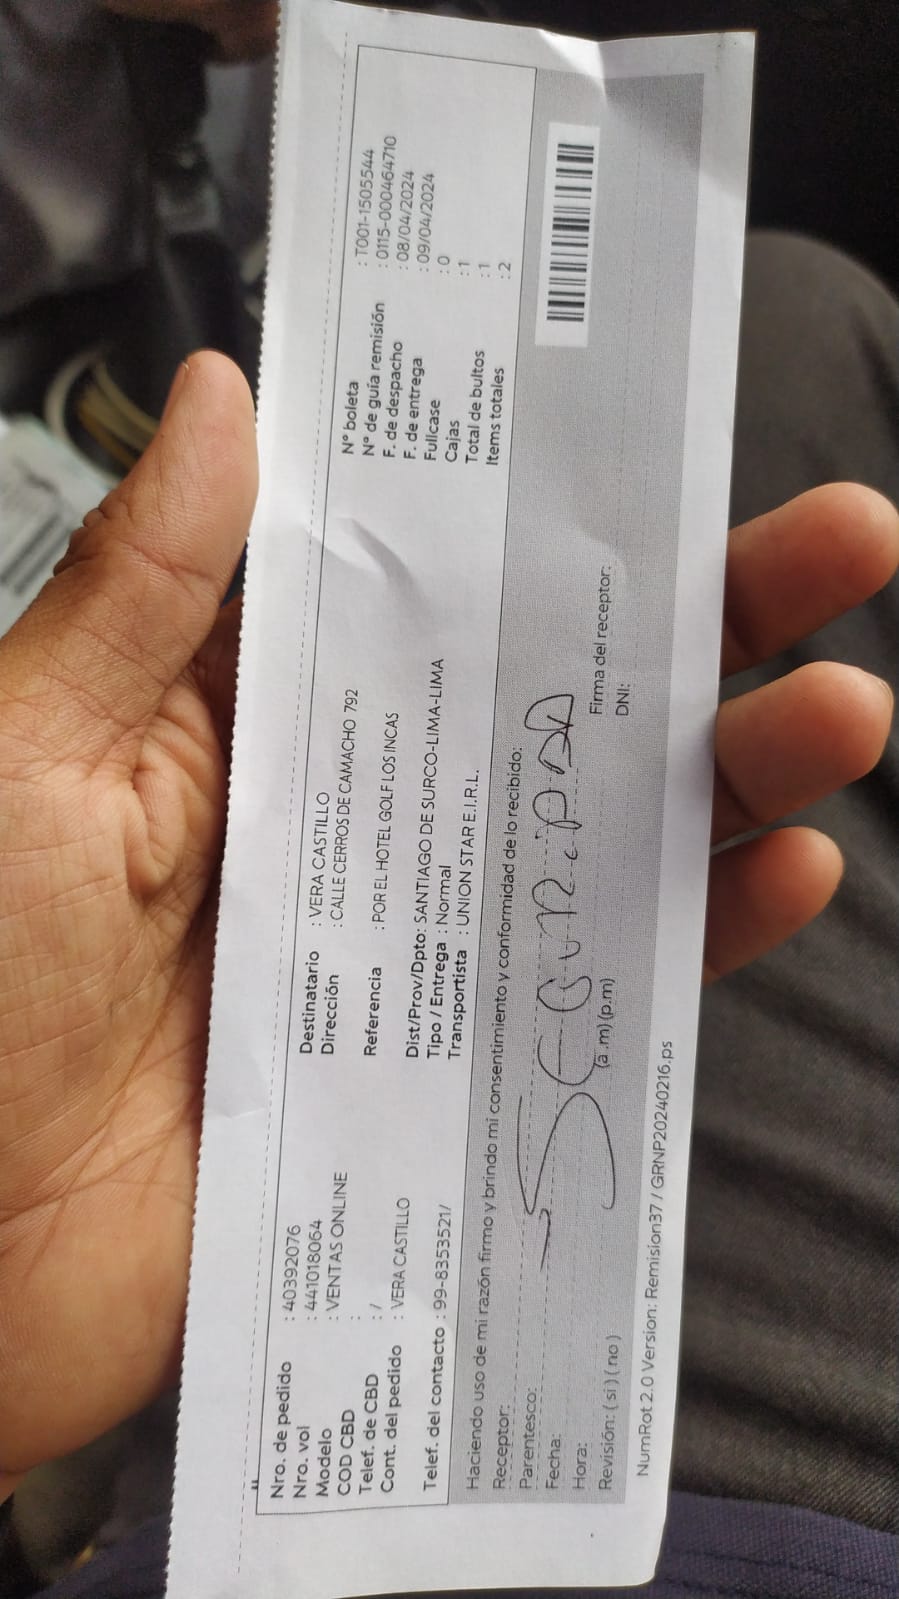 Nro. de pedido : 40392076
Nro. vol : 441018064
Modelo : VENTAS ONLINE
COD CBD :
Telef. de CBD : /
Cont. del pedido : VERA CASTILLO
Telef. del contacto : 99-8353521/
Destinatario : VERA CASTILLO
Dirección : CALLE CERROS DE CAMACHO 792
Referencia : POR EL HOTEL GOLF LOS INCAS
Dist/Prov/Dpto: SANTIAGO DE SURCO-LIMA-LIMA
Tipo / Entrega : Normal
Transportista : UNION STAR E.I.R.L.
N° boleta : T001-1505544
N° de guía remisión : 0115-000464710
F. de despacho : 08/04/2024
F. de entrega : 09/04/2024
Fullcase : 0
Cajas : 1
Total de bultos : 1
Items totales : 2
Haciendo uso de mi razón firmo y brindo mi consentimiento y conformidad de lo recibido:
Receptor:
Parentesco:
Fecha:
Hora: (a .m) (p.m)
Revisión: ( si ) ( no )
Firma del receptor:
DNI:
NumRot 2.0 Version: Remision37 / GRNP20240216.ps